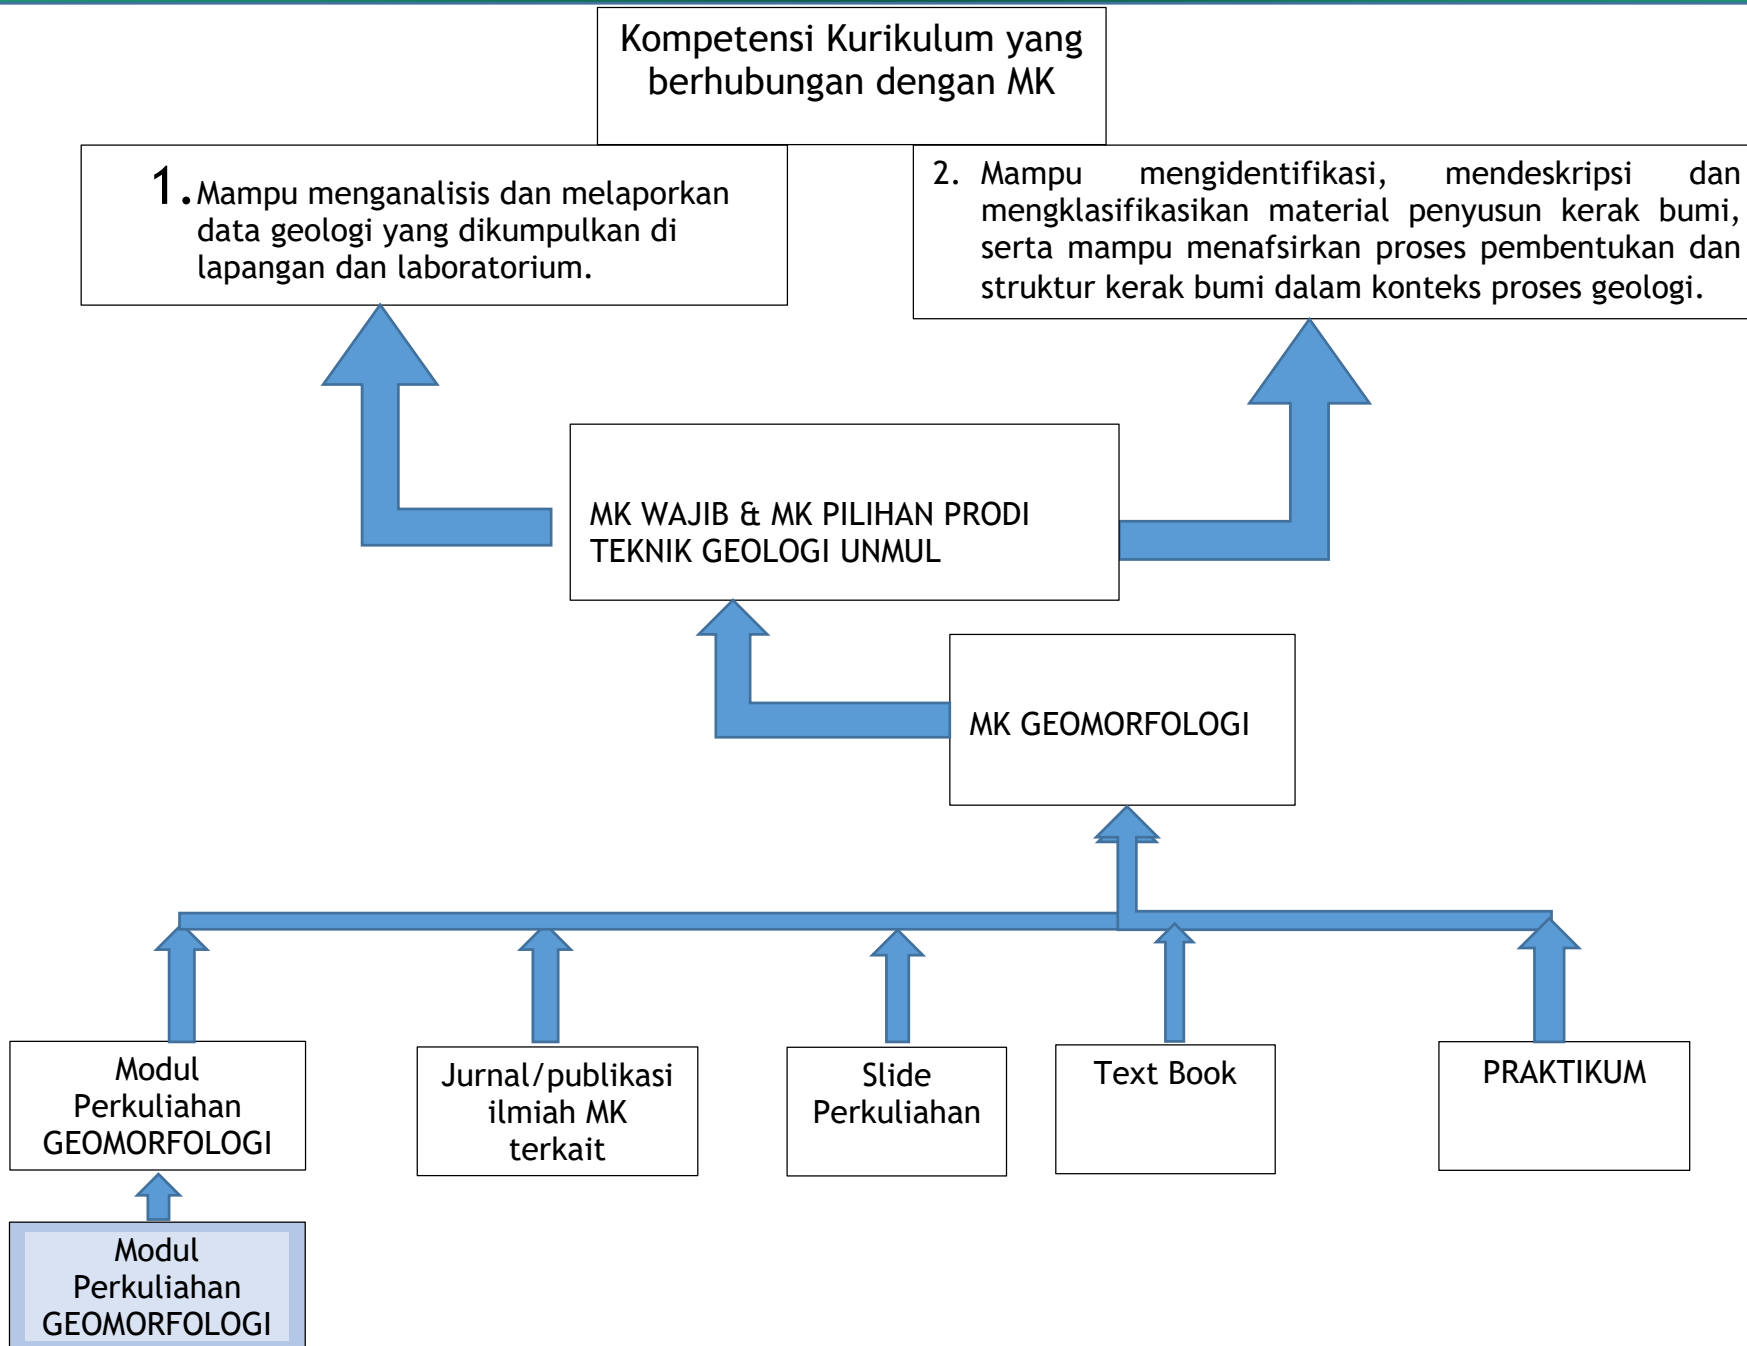 Kompetensi Kurikulum yang
berhubungan dengan MK
1. Mampu menganalisis dan melaporkan
data geologi yang dikumpulkan di
lapangan dan laboratorium.
2. Mampu mengidentifikasi, mendeskripsi dan
mengklasifikasikan material penyusun kerak bumi,
serta mampu menafsirkan proses pembentukan dan
struktur kerak bumi dalam konteks proses geologi.
MK WAJIB & MK PILIHAN PRODI
TEKNIK GEOLOGI UNMUL
MK GEOMORFOLOGI
Modul
Perkuliahan
GEOMORFOLOGI
Jurnal/publikasi
ilmiah MK
terkait
Slide
Perkuliahan
Text Book
PRAKTIKUM
Modul
Perkuliahan
GEOMORFOLOGI